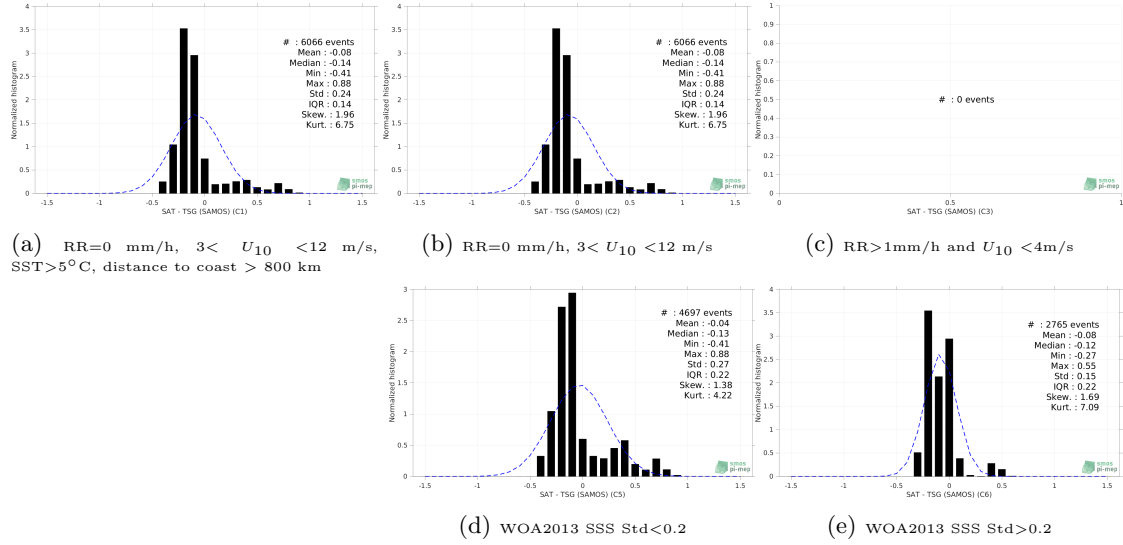 4
3.5
3
2.5
2
1.5
1
0.5
0
Normalized histogram
# : 6066 events
Mean : -0.08
Median : -0.14
Min : -0.41
Max : 0.88
Std : 0.24
IQR : 0.14
Skew. : 1.96
Kurt. : 6.75
smos
pi-mep
-1.5 -1 -0.5 0 0.5 1 1.5
SAT - TSG (SAMOS) (C1)
(a) RR=0 mm/h, 3< U10 <12 m/s,
SST>5°C, distance to coast > 800 km
4
3.5
3
2.5
2
1.5
1
0.5
0
Normalized histogram
# : 6066 events
Mean : -0.08
Median : -0.14
Min : -0.41
Max : 0.88
Std : 0.24
IQR : 0.14
Skew. : 1.96
Kurt. : 6.75
smos
pi-mep
-1.5 -1 -0.5 0 0.5 1 1.5
SAT - TSG (SAMOS) (C2)
(b) RR=0 mm/h, 3< U10 <12 m/s
1
0.9
0.8
0.7
0.6
0.5
0.4
0.3
0.2
0.1
0
Normalized histogram
# : 0 events
smos
pi-mep
0 1
SAT - TSG (SAMOS) (C3)
(c) RR>1mm/h and U10 <4m/s
3
2.5
2
1.5
1
0.5
0
Normalized histogram
# : 4697 events
Mean : -0.04
Median : -0.13
Min : -0.41
Max : 0.88
Std : 0.27
IQR : 0.22
Skew. : 1.38
Kurt. : 4.22
smos
pi-mep
-1.5 -1 -0.5 0 0.5 1 1.5
SAT - TSG (SAMOS) (C5)
(d) WOA2013 SSS Std<0.2
4
3.5
3
2.5
2
1.5
1
0.5
0
Normalized histogram
# : 2765 events
Mean : -0.08
Median : -0.12
Min : -0.27
Max : 0.55
Std : 0.15
IQR : 0.22
Skew. : 1.69
Kurt. : 7.09
smos
pi-mep
-1.5 -1 -0.5 0 0.5 1 1.5
SAT - TSG (SAMOS) (C6)
(e) WOA2013 SSS Std>0.2